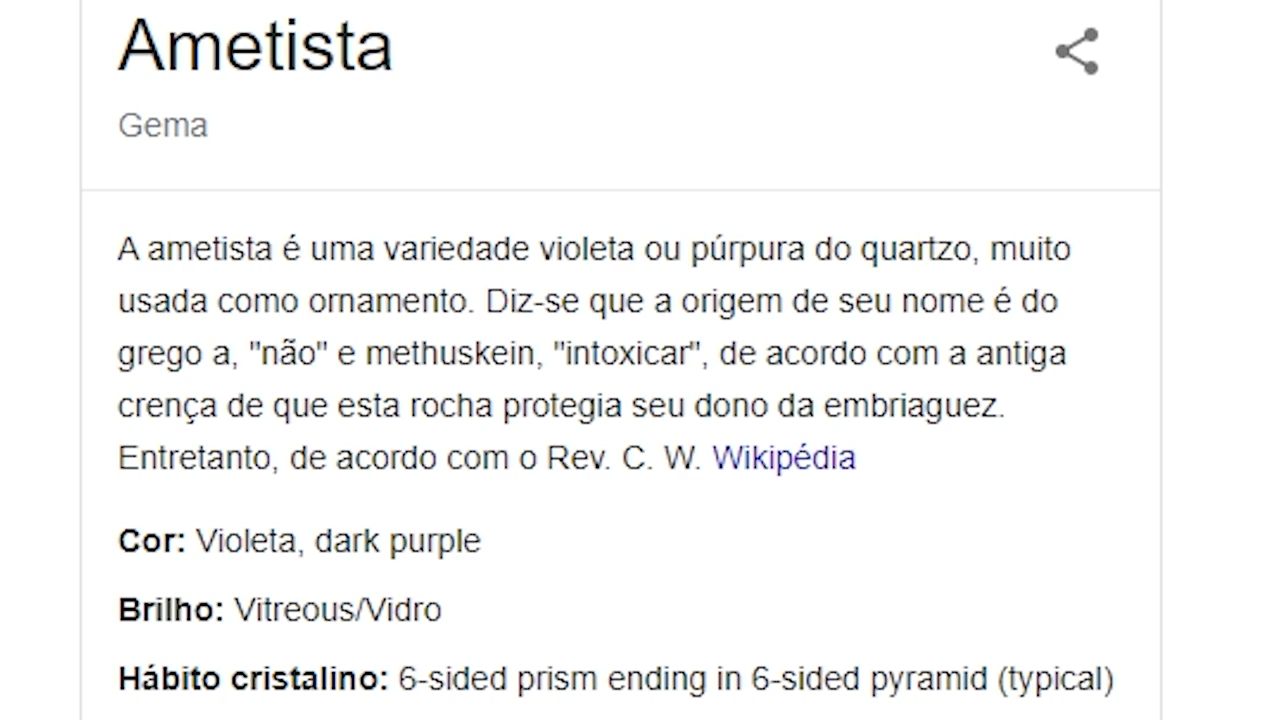 Ametista
Gema
A ametista é uma variedade violeta ou púrpura do quartzo, muito
usada como ornamento. Diz-se que a origem de seu nome é do
grego a, "não" e methuskein, "intoxicar", de acordo com a antiga
crença de que esta rocha protegia seu dono da embriaguez.
Entretanto, de acordo com o Rev. C. W. Wikipédia
Cor: Violeta, dark purple
Brilho: Vitreous/Vidro
Hábito cristalino: 6-sided prism ending in 6-sided pyramid (typical)